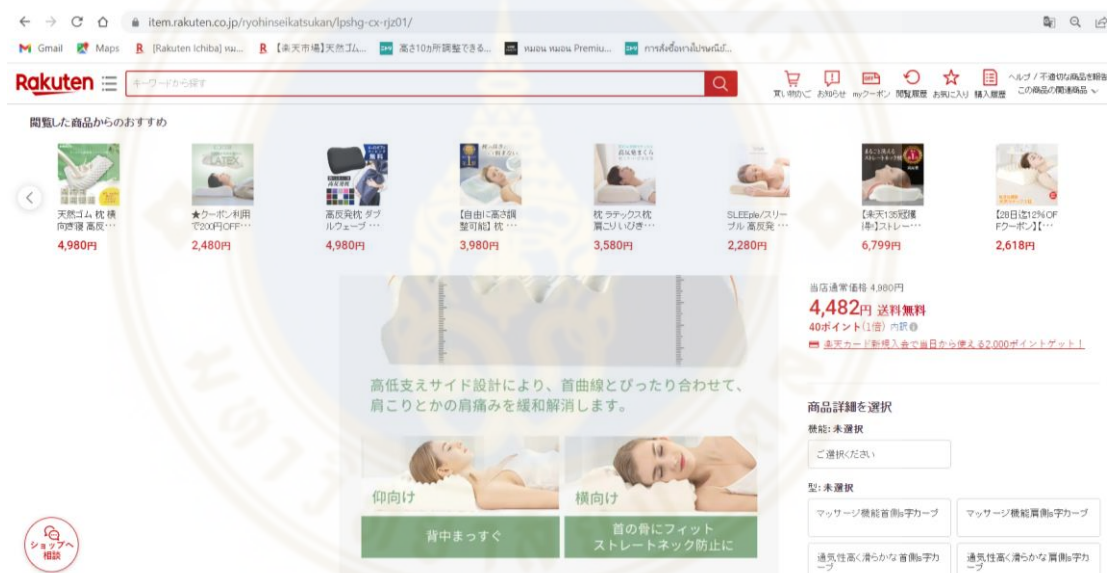 item.rakuten.co.jp/ryohinseikatsukan/lpshg-cx-rjz01/
Gmail
Maps
[Rakuten Ichiba] หม...
【楽天市場】天然ゴム...
高さ10カ所調整できる...
หมอน หมอน Premiu...
การสั่งซื้อทางไปรษณีย์...
Rakuten
キーワードから探す
買い物かご
お知らせ
myクーポン
閲覧履歴
お気に入り
購入履歴
ヘルプ / 不適切な商品を報告
この商品の関連商品
閲覧した商品からのおすすめ
天然ゴム 枕 横
向き寝 高反…
4,980円
★クーポン利用
で200円OFF…
2,480円
高反発枕 ダブ
ルウェーブ …
4,980円
【自由に高さ調
整可能】 枕 …
3,980円
枕 ラテックス枕
肩こり いびき…
3,580円
SLEEple/スリー
プル 高反発 …
2,280円
【楽天135冠獲
得!】ストレー…
6,799円
【28日迄12%OF
Fクーポン】【…
2,618円
当店通常価格 4,980円
4,482円 送料無料
40ポイント(1倍) 内訳
楽天カード新規入会で当日から使える2,000ポイントゲット!
高低支えサイド設計により、首曲線とぴったり合わせて、
肩こりとかの肩痛みを緩和解消します。
仰向け
背中まっすぐ
横向け
首の骨にフィット
ストレートネック防止に
商品詳細を選択
機能: 未選択
ご選択ください
型: 未選択
マッサージ機能首側s字カーブ
マッサージ機能肩側s字カーブ
通気性高く滑らかな首側s字カ
ーブ
通気性高く滑らかな肩側s字カ
ーブ
ショップへ
相談